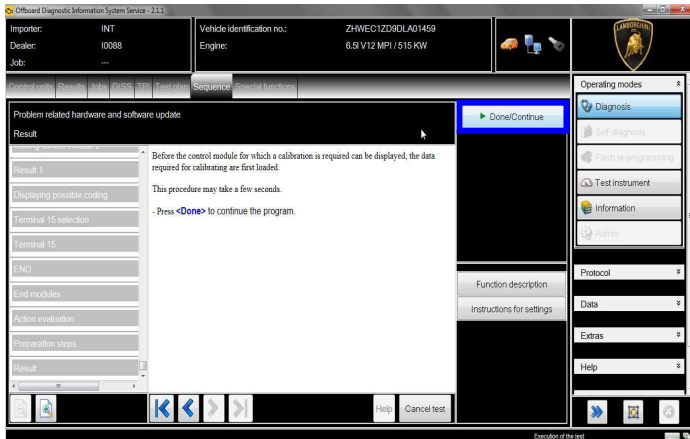 Offboard Diagnostic Information System Service - 2.1.1
Importer: INT
Dealer: I0088
Job: ---
Vehicle identification no.: ZHWEC1ZD9DLA01459
Engine: 6.5l V12 MPI / 515 KW
LAMBORGHINI
Control units Results Jobs DISS TPI Test plan Sequence Special functions
Problem related hardware and software update
Result
Done/Continue
Result 1
Displaying possible coding
Terminal 15 selection
Terminal 15
END
End modules
Action evaluation
Preparation steps
Result
Before the control module for which a calibration is required can be displayed, the data
required for calibrating are first loaded.
This procedure may take a few seconds.
- Press <Done> to continue the program.
Function description
Instructions for settings
Help
Cancel test
Operating modes
Diagnosis
Self-diagnosis
Flash re-programming
Test instrument
Information
Admin
Protocol
Data
Extras
Help
Execution of the test